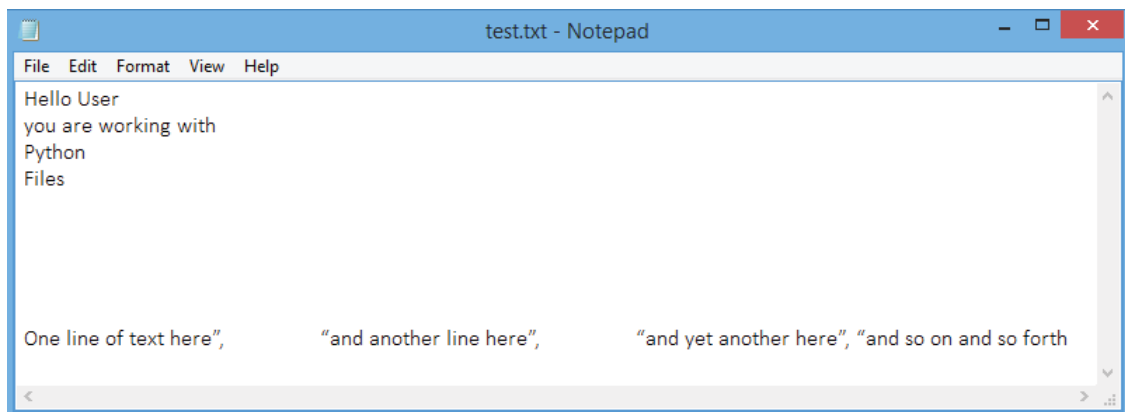 test.txt - Notepad
File Edit Format View Help
Hello User
you are working with
Python
Files
One line of text here”, “and another line here”, “and yet another here”, “and so on and so forth